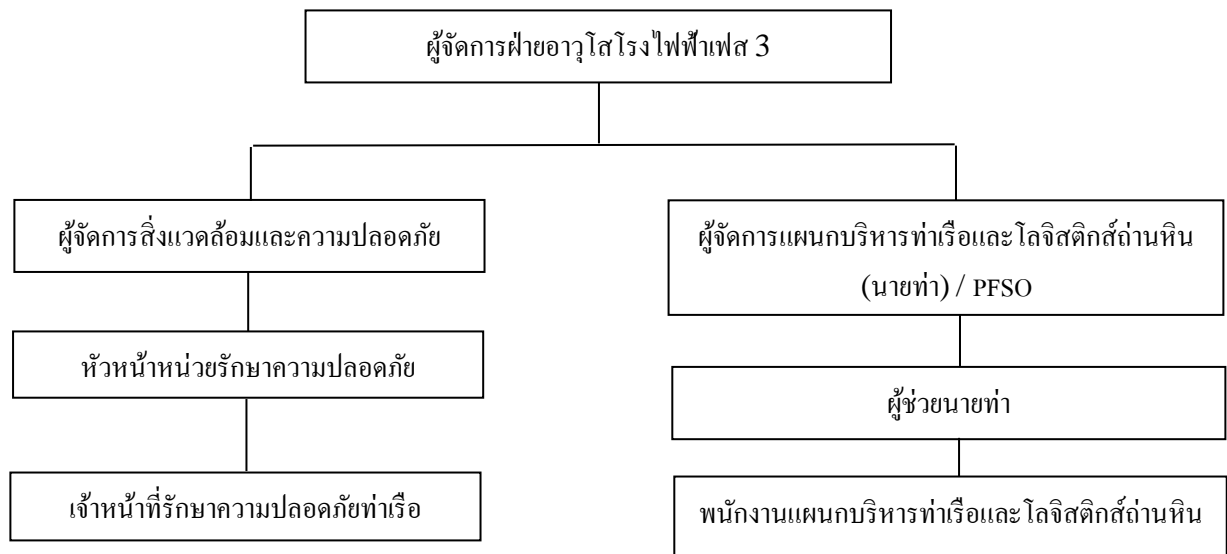 ผู้จัดการฝ่ายอาวุโสโรงไฟฟ้าเฟส 3
ผู้จัดการสิ่งแวดล้อมและความปลอดภัย
ผู้จัดการแผนกบริหารท่าเรือและโลจิสติกส์ถ่านหิน
(นายท่า) / PFSO
หัวหน้าหน่วยรักษาความปลอดภัย
ผู้ช่วยนายท่า
เจ้าหน้าที่รักษาความปลอดภัยท่าเรือ
พนักงานแผนกบริหารท่าเรือและโลจิสติกส์ถ่านหิน